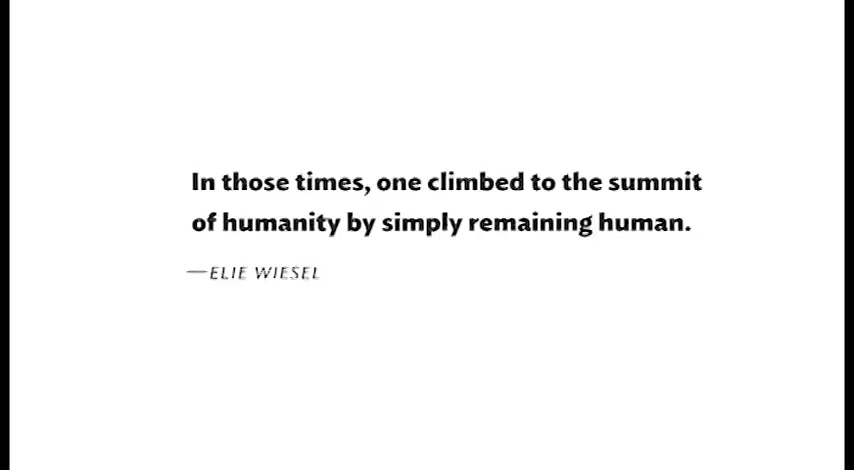 In those times, one climbed to the summit
of humanity by simply remaining human.
—ELIE WIESEL